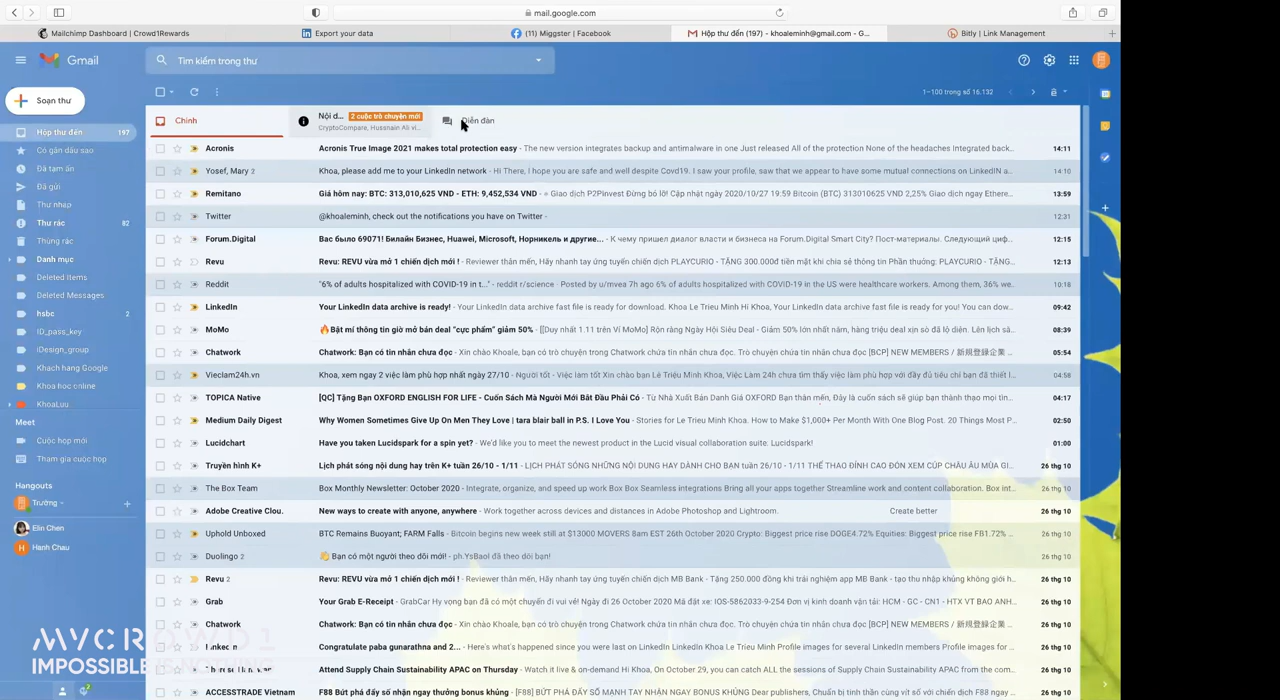 mail.google.com
Mailchimp Dashboard | Crowd1Rewards
Export your data
(11) Miggster | Facebook
Hộp thư đến (197) - khoaleminh@gmail.com - G...
Bitly | Link Management
Gmail
Tìm kiếm trong thư
Soạn thư
1–100 trong số 16.132
Chính
Nội d... 2 cuộc trò chuyện mới
CryptoCompare, Hussnain Ali vi...
Diễn đàn
Hộp thư đến 197
Có gắn dấu sao
Đã tạm ẩn
Đã gửi
Thư nháp
Thư rác 82
Thùng rác
Danh mục
Deleted Items
Deleted Messages
hsbc 2
ID_pass_key
iDesign_group
Khach hang Google
Khoa hoc online
KhoaLuu
Meet
Cuộc họp mới
Tham gia cuộc họp
Hangouts
Trường
Elin Chen
Hanh Chau
Acronis Acronis True Image 2021 makes total protection easy - The new version integrates backup and antimalware in one Just released All of the protection None of the headaches Integrated back... 14:11
Yosef, Mary 2 Khoa, please add me to your LinkedIn network - Hi There, I hope you are safe and well despite Covd19. I saw your profile, saw that we appear to have some mutual connections on LinkedIN a... 14:10
Remitano Giá hôm nay: BTC: 313,010,625 VND - ETH: 9,452,534 VND - Giao dịch P2Pinvest Đừng bỏ lỡ! Cập nhật ngày 2020/10/27 19:59 Bitcoin (BTC) 313010625 VND 2,25% Giao dịch ngay Ethere... 13:59
Twitter @khoaleminh, check out the notifications you have on Twitter - 12:31
Forum.Digital Вас было 69071! Билайн Бизнес, Huawei, Microsoft, Норникель и другие... - К чему пришел диалог власти и бизнеса на Forum.Digital Smart City? Пост-материалы. Следующий циф... 12:15
Revu Revu: REVU vừa mở 1 chiến dịch mới ! - Reviewer thân mến, Hãy nhanh tay ứng tuyển chiến dịch PLAYCURIO - TẶNG 300.000đ tiền mặt khi chia sẻ thông tin Phần thưởng: PLAYCURIO - TẶNG... 12:13
Reddit "6% of adults hospitalized with COVID-19 in t..." - reddit r/science · Posted by u/mvea 7h ago 6% of adults hospitalized with COVID-19 in the US were healthcare workers. Among them, 36% we... 10:18
LinkedIn Your LinkedIn data archive is ready! - Your LinkedIn data archive fast file is ready for download. Khoa Le Trieu Minh Hi Khoa, Your LinkedIn data archive fast file for you is ready! You can dow... 09:42
MoMo Bật mí thông tin giờ mở bán deal "cực phẩm" giảm 50% - [[Duy nhất 1.11 trên Ví MoMo] Rộn ràng Ngày Hội Siêu Deal - Giảm 50% lớn nhất năm, hàng triệu deal xịn sò đã lộ diện. Lên lịch să... 08:39
Chatwork Chatwork: Bạn có tin nhắn chưa đọc - Xin chào Khoale, bạn có trò chuyện trong Chatwork chứa tin nhắn chưa đọc. Trò chuyện chứa tin nhắn chưa đọc [BCP] NEW MEMBERS / 新規登録企業 ... 05:54
Vieclam24h.vn Khoa, xem ngay 2 việc làm phù hợp nhất ngày 27/10 - Người tốt - Việc làm tốt Xin chào bạn Lê Triệu Minh Khoa, Việc Làm 24h chưa tìm thấy việc làm phù hợp với đầy đủ tiêu chí bạn đã thiết l... 04:56
TOPICA Native [QC] Tặng Bạn OXFORD ENGLISH FOR LIFE - Cuốn Sách Mà Người Mới Bắt Đầu Phải Có - Từ Nhà Xuất Bản Danh Giá OXFORD Bạn thân mến, Đây là cuốn sách sẽ giúp bạn thành thạo mọi tìn... 04:17
Medium Daily Digest Why Women Sometimes Give Up On Men They Love | tara blair ball in P.S. I Love You - Stories for Le Trieu Minh Khoa. How to Make $1,000+ Per Month With One Blog Post. 20 Things Most P... 02:50
Lucidchart Have you taken Lucidspark for a spin yet? - We'd like you to meet the newest product in the Lucid visual collaboration suite. Lucidspark! 01:00
Truyền hình K+ Lịch phát sóng nội dung hay trên K+ tuần 26/10 - 1/11 - LỊCH PHÁT SÓNG NHỮNG NỘI DUNG HAY DÀNH CHO BẠN tuần 26/10 - 1/11 THỂ THAO ĐỈNH CAO ĐÓN XEM CÚP CHÂU ÂU MÙA GI... 26 thg 10
The Box Team Box Monthly Newsletter: October 2020 - Integrate, organize, and speed up work Box Box Seamless integrations Bring all your apps together Streamline work and content collaboration. Box int... 26 thg 10
Adobe Creative Clou. New ways to create with anyone, anywhere - Work together across devices and distances in Adobe Photoshop and Lightroom. Create better 26 thg 10
Uphold Unboxed BTC Remains Buoyant; FARM Falls - Bitcoin begins new week still at $13000 MOVERS 8am EST 26th October 2020 Crypto: Biggest price rise DOGE4.72% Equities: Biggest price rise FB1.72% ... 26 thg 10
Duolingo 2 Bạn có một người theo dõi mới! - ph.YsBaol đã theo dõi bạn! 26 thg 10
Revu 2 Revu: REVU vừa mở 1 chiến dịch mới ! - Reviewer thân mến, Hãy nhanh tay ứng tuyển chiến dịch MB Bank - Tặng 250.000 đồng khi trải nghiệm app MB Bank - tạo thu nhập khủng không giới h... 26 thg 10
Grab Your Grab E-Receipt - GrabCar Hy vọng bạn đã có một chuyến đi vui vẻ! Ngày đi 26 October 2020 Mã đặt xe: IOS-5862033-9-254 Đơn vị kinh doanh vận tải: HCM - GC - CN1 - HTX VT BAO ANH... 26 thg 10
Chatwork Chatwork: Bạn có tin nhắn chưa đọc - Xin chào Khoale, bạn có trò chuyện trong Chatwork chứa tin nhắn chưa đọc. Trò chuyện chứa tin nhắn chưa đọc [BCP] NEW MEMBERS / 新規登録企業 ... 26 thg 10
Congratulate paba gunarathna and 2... - Here's what's happened since you were last on LinkedIn Le Trieu Minh Profile images for several LinkedIn members Profile images for... 26 thg 10
Attend Supply Chain Sustainability APAC on Thursday - Watch it live & on-demand Hi Khoa, On October 29, you can catch ALL the sessions of Supply Chain Sustainability APAC from the com... 26 thg 10
ACCESSTRADE Vietnam F88 Bứt phá đẩy số nhận ngay thưởng bonus khủng - [F88] BỨT PHÁ ĐẨY SỐ MẠNH TAY NHẬN NGAY BONUS KHỦNG Dear publishers, Chuẩn bị tinh thần cùng vít số với chiến dịch F88 ... 26 thg 10
MYCROWD1
IMPOSSIBLE IS NOTHING